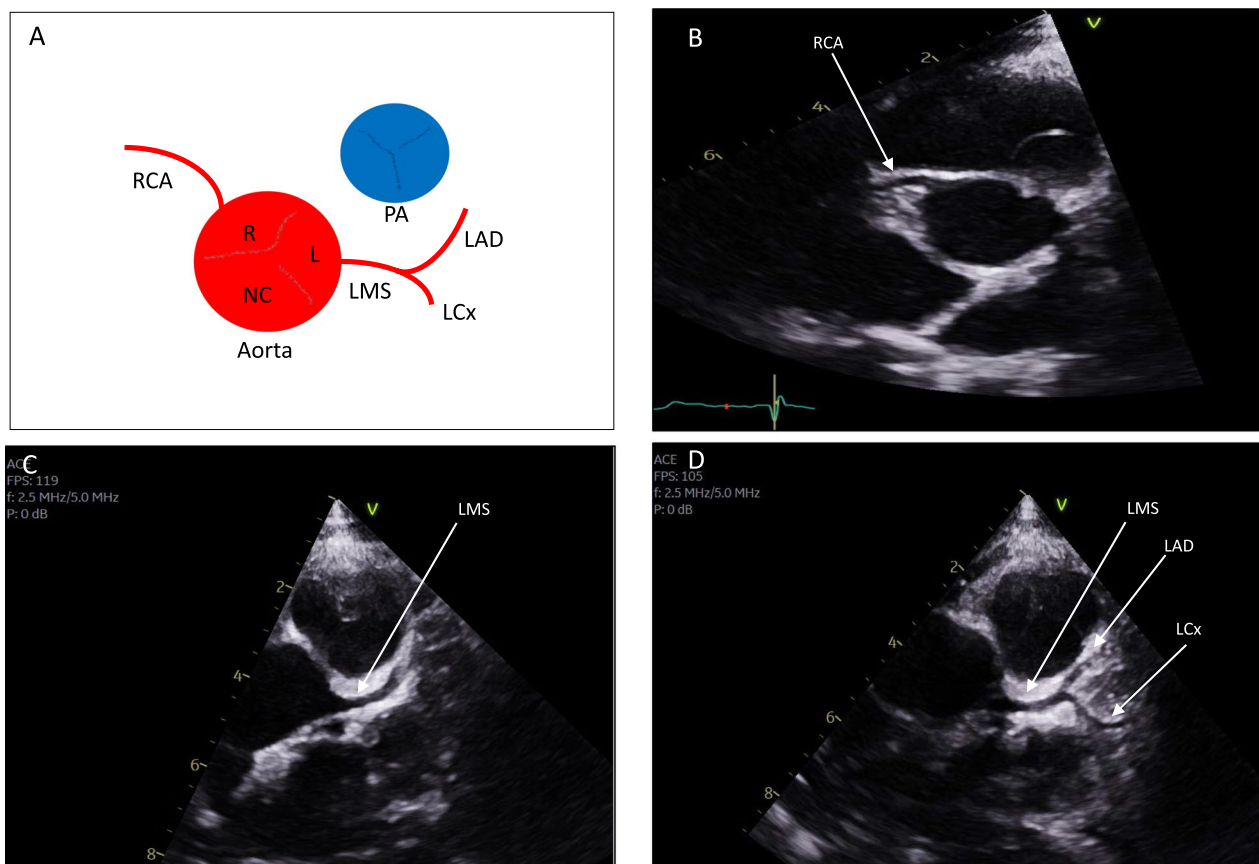 A
RCA
R
L
NC
PA
LAD
LMS
LCx
Aorta
B
RCA
2
4
6
V
C
ACE
FPS: 119
f: 2.5 MHz/5.0 MHz
P: 0 dB
V
LMS
2
4
6
8
D
ACE
FPS: 105
f: 2.5 MHz/5.0 MHz
P: 0 dB
V
LMS
LAD
LCx
2
4
6
8